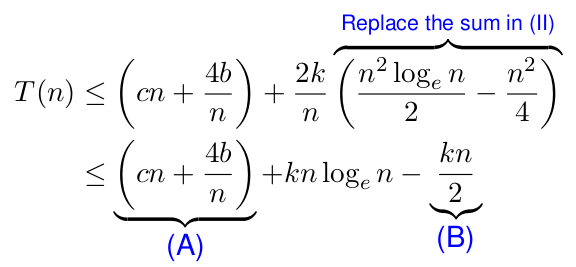 Replace the sum in (II)
T(n) ≤ (cn + 4b/n) + 2k/n (n² logₑ n/2 − n²/4)
≤ (cn + 4b/n) + kn logₑ n − kn/2
(A) (B)